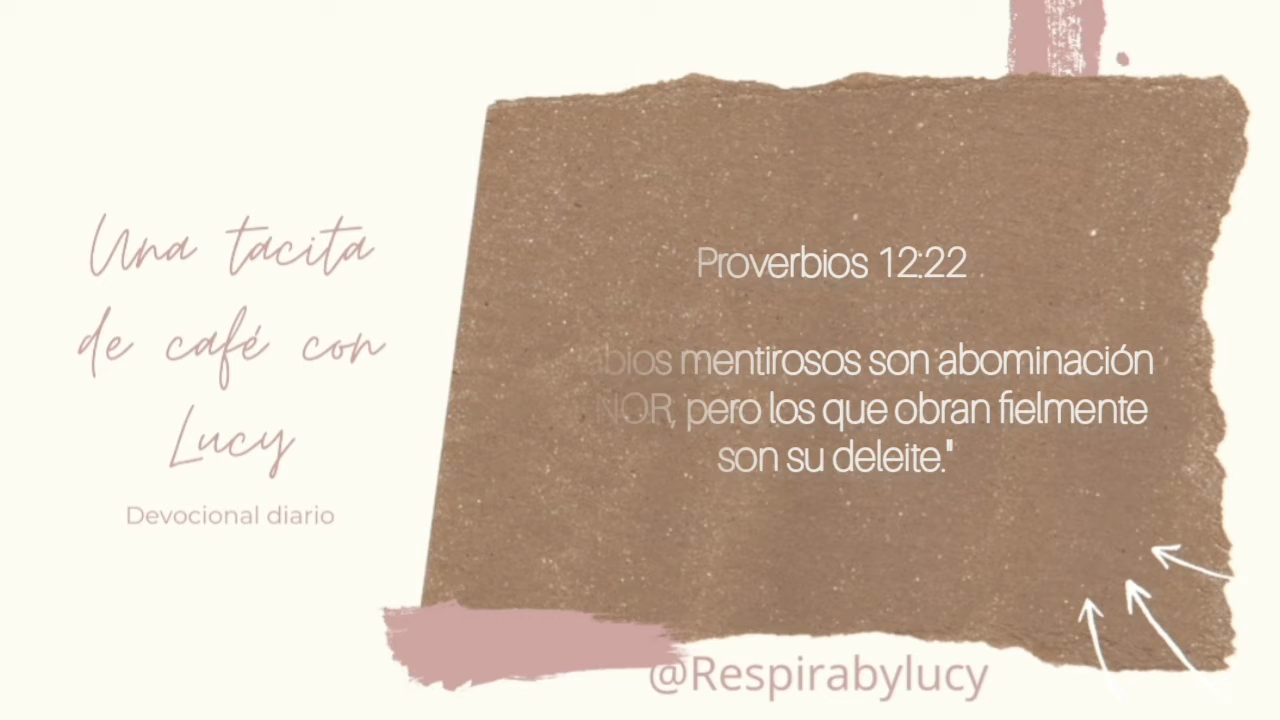 Una tacita
de café con
Lucy
Devocional diario
Proverbios 12:22
mentirosos son abominación
NOR, pero los que obran fielmente
son su deleite."
@Respirabylucy